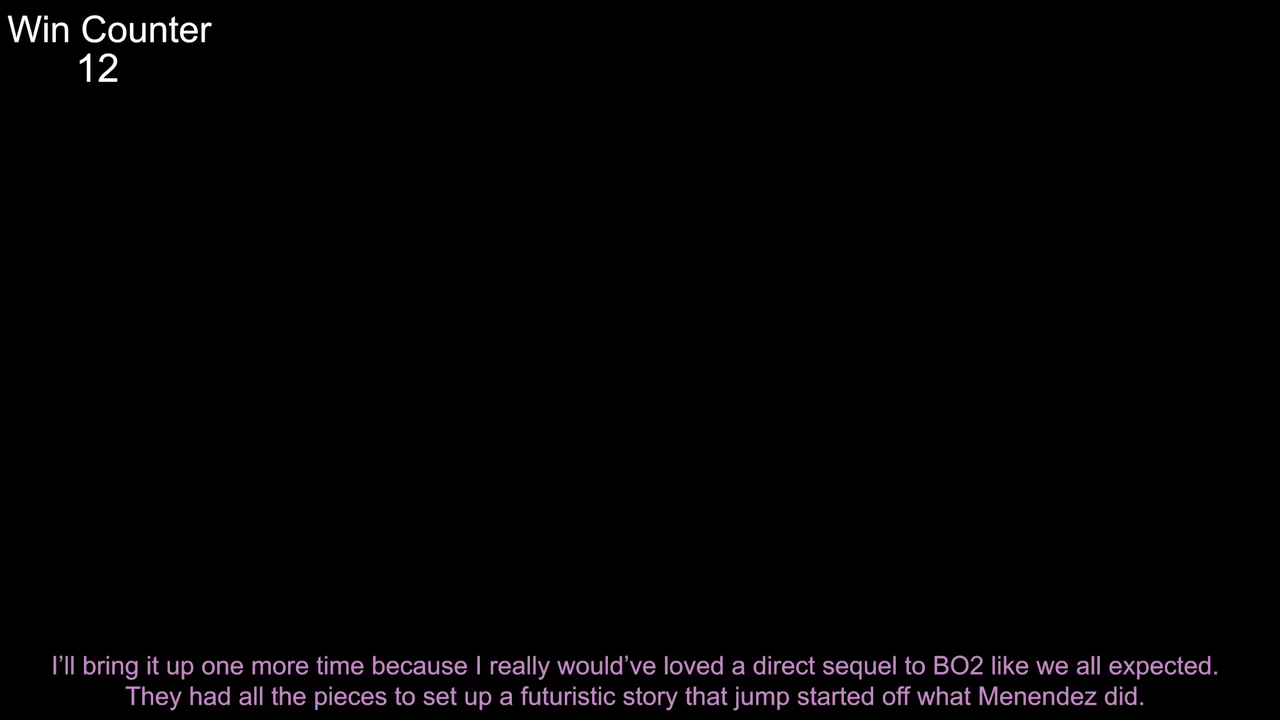 Win Counter
12
I’ll bring it up one more time because I really would’ve loved a direct sequel to BO2 like we all expected.
They had all the pieces to set up a futuristic story that jump started off what Menendez did.